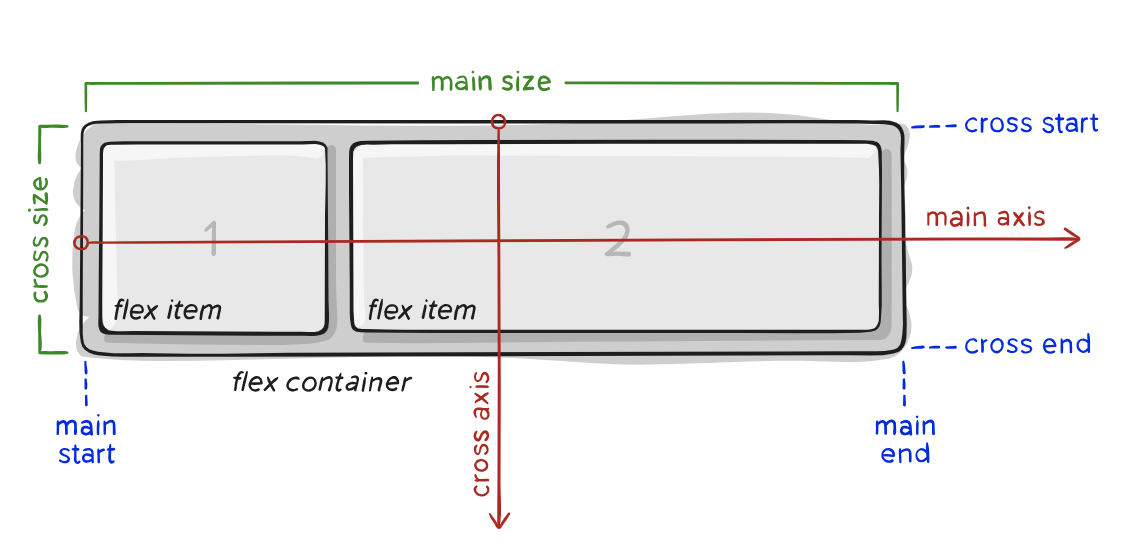 main size
cross start
cross size
main axis
1
2
flex item
flex item
cross end
flex container
cross axis
main
start
main
end